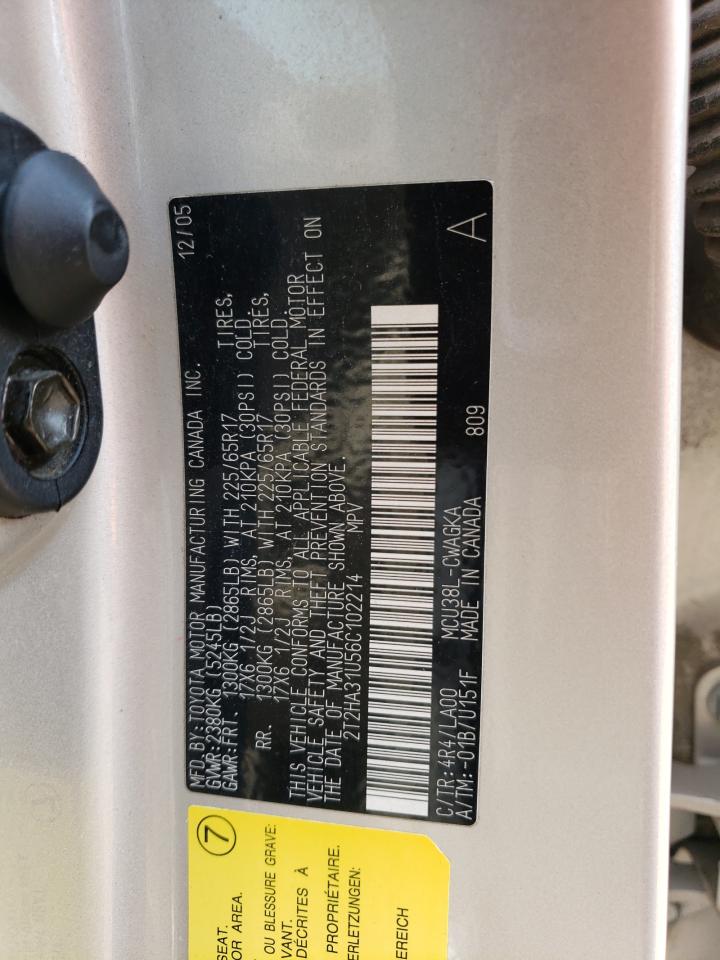 MFD.BY:TOYOTA MOTOR MANUFACTURING CANADA INC. 12/05
GVWR:2380KG (5245LB)
GAWR:FRT. 1300KG (2865LB) WITH 225/65R17 TIRES,
17X6 1/2J RIMS, AT 210KPA (30PSI) COLD.
RR. 1300KG (2865LB) WITH 225/65R17 TIRES,
17X6 1/2J RIMS, AT 210KPA (30PSI) COLD.
THIS VEHICLE CONFORMS TO ALL APPLICABLE FEDERAL MOTOR
VEHICLE SAFETY AND THEFT PREVENTION STANDARDS IN EFFECT ON
THE DATE OF MANUFACTURE SHOWN ABOVE.
2T2HA31U56C102214 MPV
C/TR:4R4/LA00 MCU38L-CWAGKA
A/TM:-01B/U151F MADE IN CANADA 809 A
7
SEAT.
OR AREA.
OU BLESSURE GRAVE:
VANT.
DÉCRITES À
PROPRIÉTAIRE.
ERLETZUNGEN:
EREICH